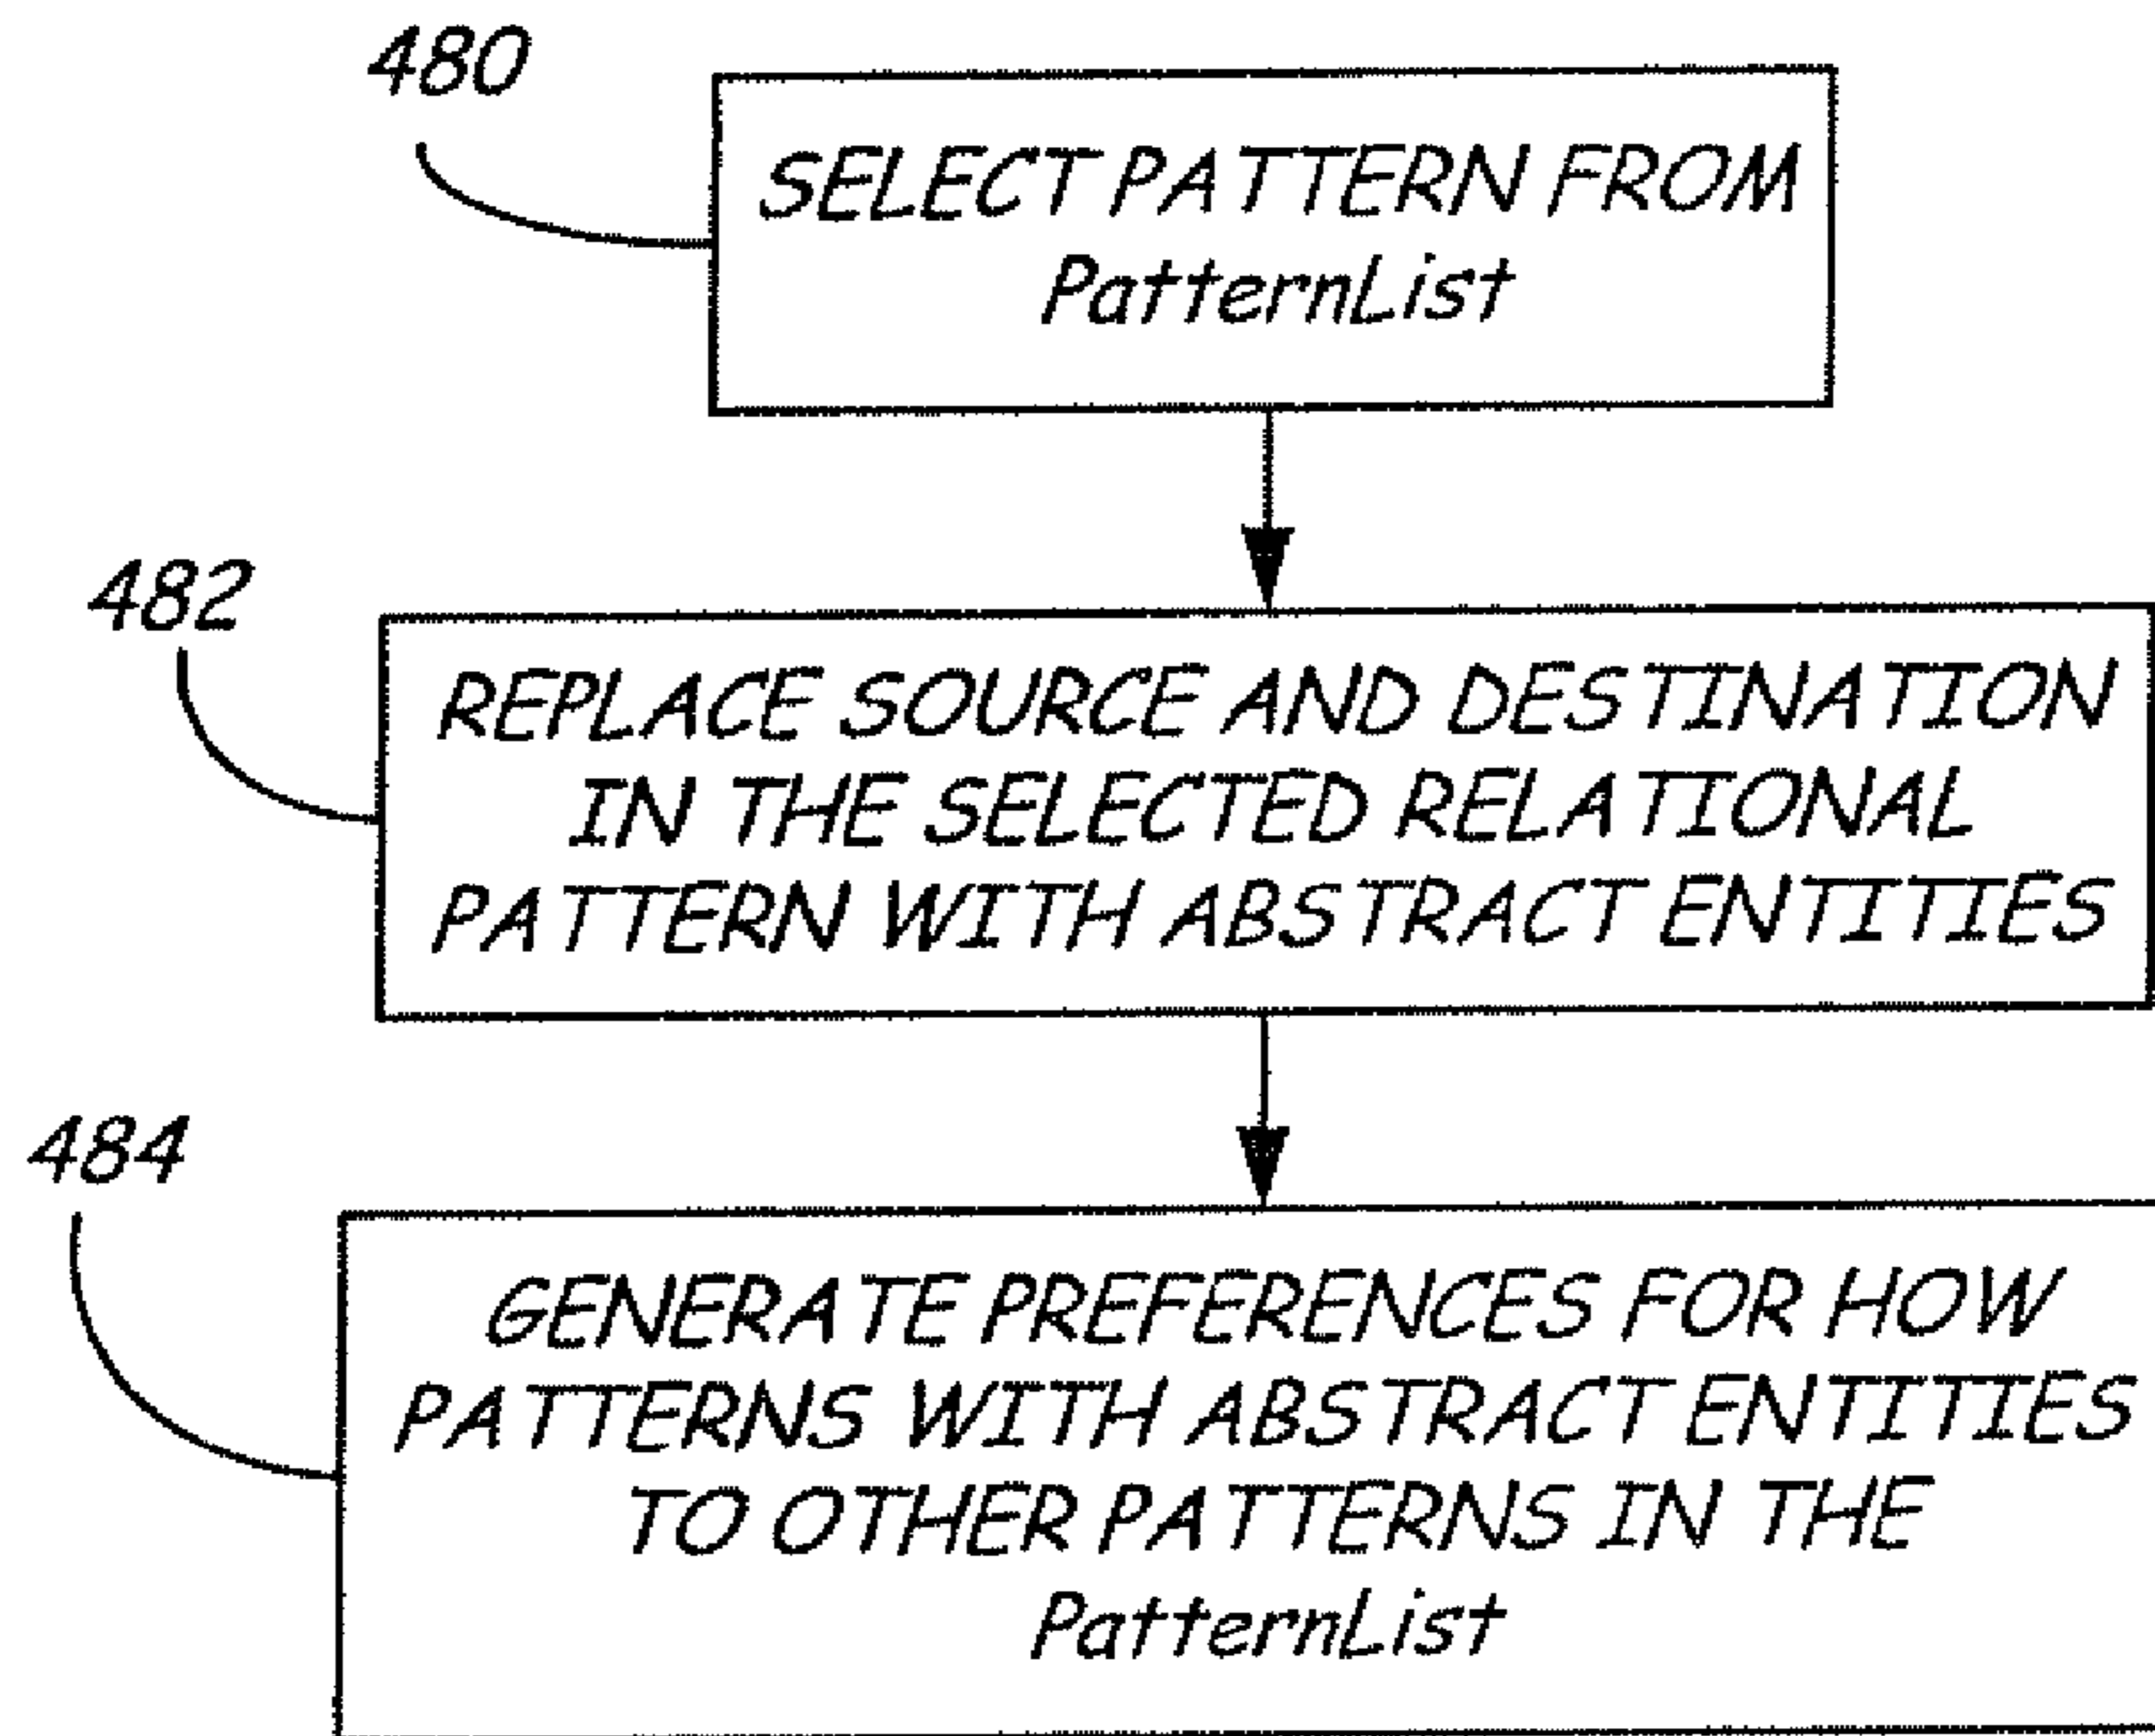 480
SELECT PATTERN FROM
PatternList
482
REPLACE SOURCE AND DESTINATION
IN THE SELECTED RELATIONAL
PATTERN WITH ABSTRACT ENTITIES
484
GENERATE PREFERENCES FOR HOW
PATTERNS WITH ABSTRACT ENTITIES
TO OTHER PATTERNS IN THE
PatternList